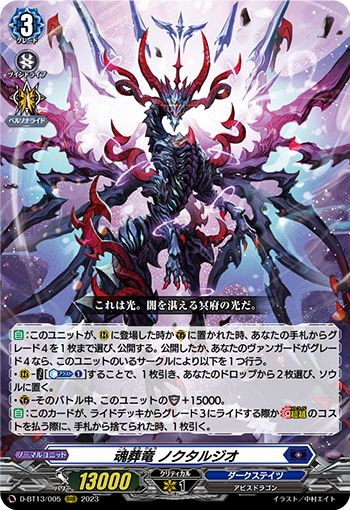 3
グレード
ツインドライブ
ペルソナライド
これは光。闇を湛える冥府の光だ。
自:このユニットが、Ⓥに登場した時かⓇに置かれた時、あなたの手札からグ
レード4を1枚まで選び、公開する。公開したか、あなたのヴァンガードがグレー
ド4なら、このユニットのいるサークルにより以下を1つ行う。
・Ⓥ-【ブラスト1】することで、1枚引き、あなたのドロップから2枚選び、ソウ
ルに置く。
・Ⓡ-そのバトル中、このユニットの+15000。
自:このカードが、ライドデッキからグレード3にライドする際かG超越のコ
ストを払う際に、手札から捨てられた時、1枚引く。
ノーマルユニット
魂葬竜 ノクタルジオ
パワー
13000
クリティカル
1
ダークステイツ
アビスドラゴン
D-BT13/005 RRR 2023
イラスト/中村エイト